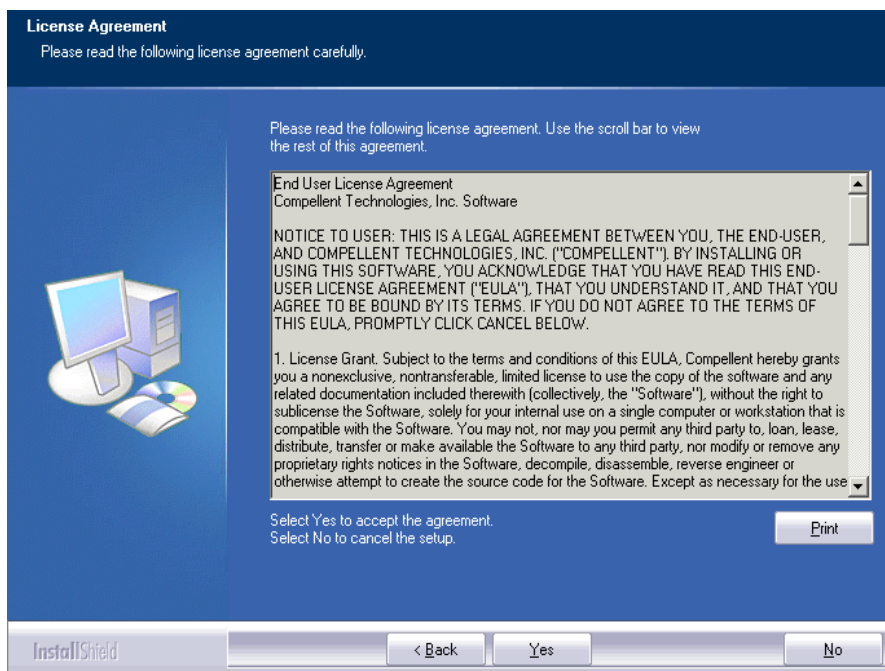 License Agreement
Please read the following license agreement carefully.
Please read the following license agreement. Use the scroll bar to view
the rest of this agreement.
End User License Agreement
Compellent Technologies, Inc. Software
NOTICE TO USER: THIS IS A LEGAL AGREEMENT BETWEEN YOU, THE END-USER,
AND COMPELLENT TECHNOLOGIES, INC. ("COMPELLENT"). BY INSTALLING OR
USING THIS SOFTWARE, YOU ACKNOWLEDGE THAT YOU HAVE READ THIS END-
USER LICENSE AGREEMENT ("EULA"), THAT YOU UNDERSTAND IT, AND THAT YOU
AGREE TO BE BOUND BY ITS TERMS. IF YOU DO NOT AGREE TO THE TERMS OF
THIS EULA, PROMPTLY CLICK CANCEL BELOW.
1. License Grant. Subject to the terms and conditions of this EULA, Compellent hereby grants
you a nonexclusive, nontransferable, limited license to use the copy of the software and any
related documentation included therewith (collectively, the "Software"), without the right to
sublicense the Software, solely for your internal use on a single computer or workstation that is
compatible with the Software. You may not, nor may you permit any third party to, loan, lease,
distribute, transfer or make available the Software to any third party, nor modify or remove any
proprietary rights notices in the Software, decompile, disassemble, reverse engineer or
otherwise attempt to create the source code for the Software. Except as necessary for the use
Select Yes to accept the agreement.
Select No to cancel the setup.
Print
InstallShield
< Back
Yes
No